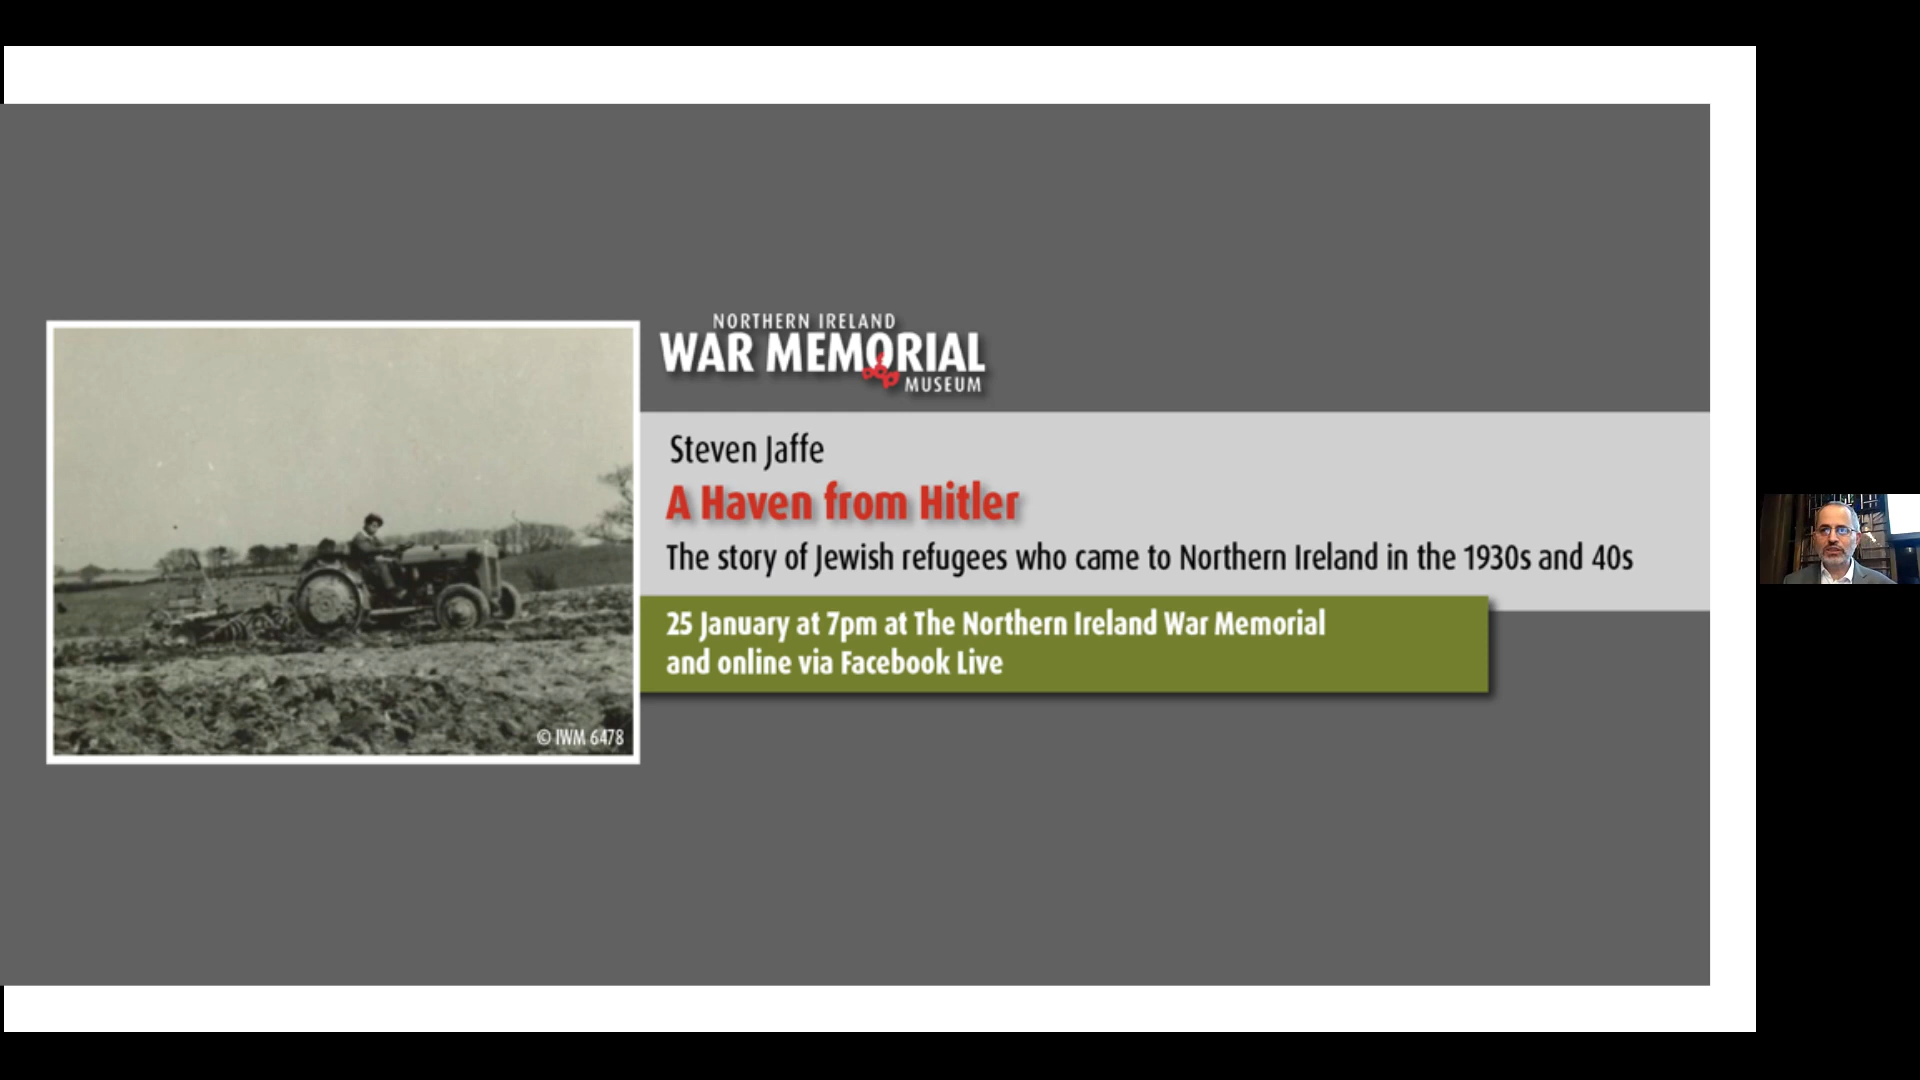 NORTHERN IRELAND
WAR MEMORIAL
MUSEUM
Steven Jaffe
A Haven from Hitler
The story of Jewish refugees who came to Northern Ireland in the 1930s and 40s
25 January at 7pm at The Northern Ireland War Memorial
and online via Facebook Live
© IWM 6478